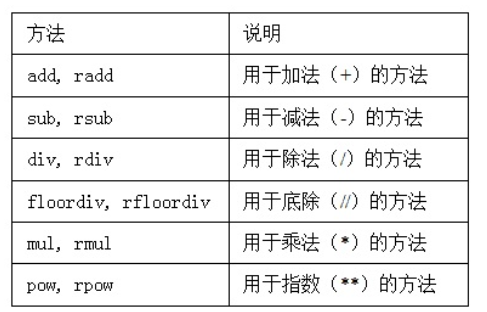 方法 说明
add, radd 用于加法（+）的方法
sub, rsub 用于减法（-）的方法
div, rdiv 用于除法（/）的方法
floordiv, rfloordiv 用于底除（//）的方法
mul, rmul 用于乘法（*）的方法
pow, rpow 用于指数（**）的方法